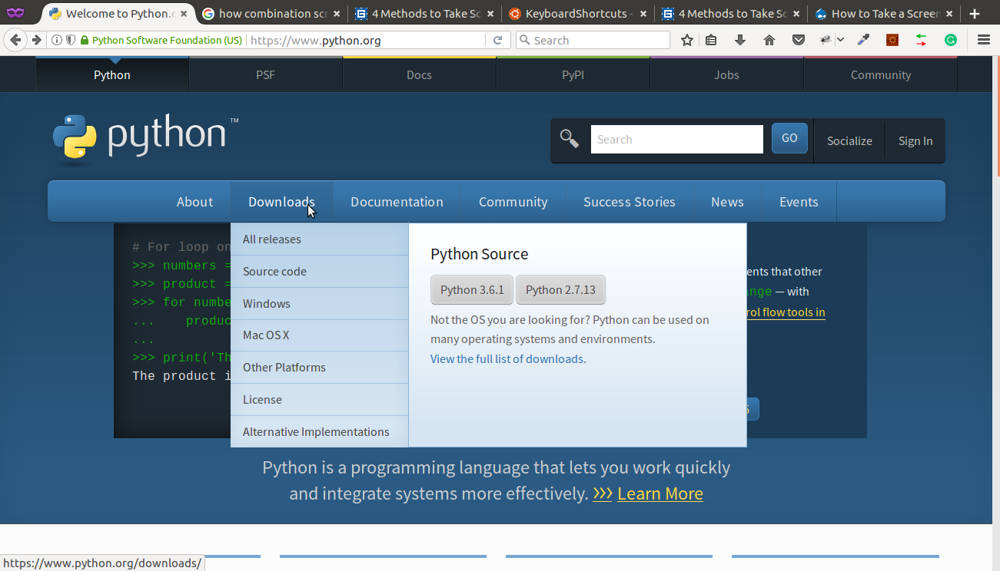 Welcome to Python.
how combination scr
4 Methods to Take Sc
KeyboardShortcuts -
4 Methods to Take Sc
How to Take a Screen
Python Software Foundation (US)
https://www.python.org
Search
Python
PSF
Docs
PyPI
Jobs
Community
python™
Search
GO
Socialize
Sign In
About
Downloads
Documentation
Community
Success Stories
News
Events
# For loop on
>>> numbers =
>>> product =
>>> for numbe
... produc
...
>>> print('Th
The product i
All releases
Source code
Windows
Mac OS X
Other Platforms
License
Alternative Implementations
Python Source
Python 3.6.1
Python 2.7.13
Not the OS you are looking for? Python can be used on
many operating systems and environments.
View the full list of downloads.
ents that other
nge — with
rol flow tools in
5
Python is a programming language that lets you work quickly
and integrate systems more effectively. >>> Learn More
https://www.python.org/downloads/